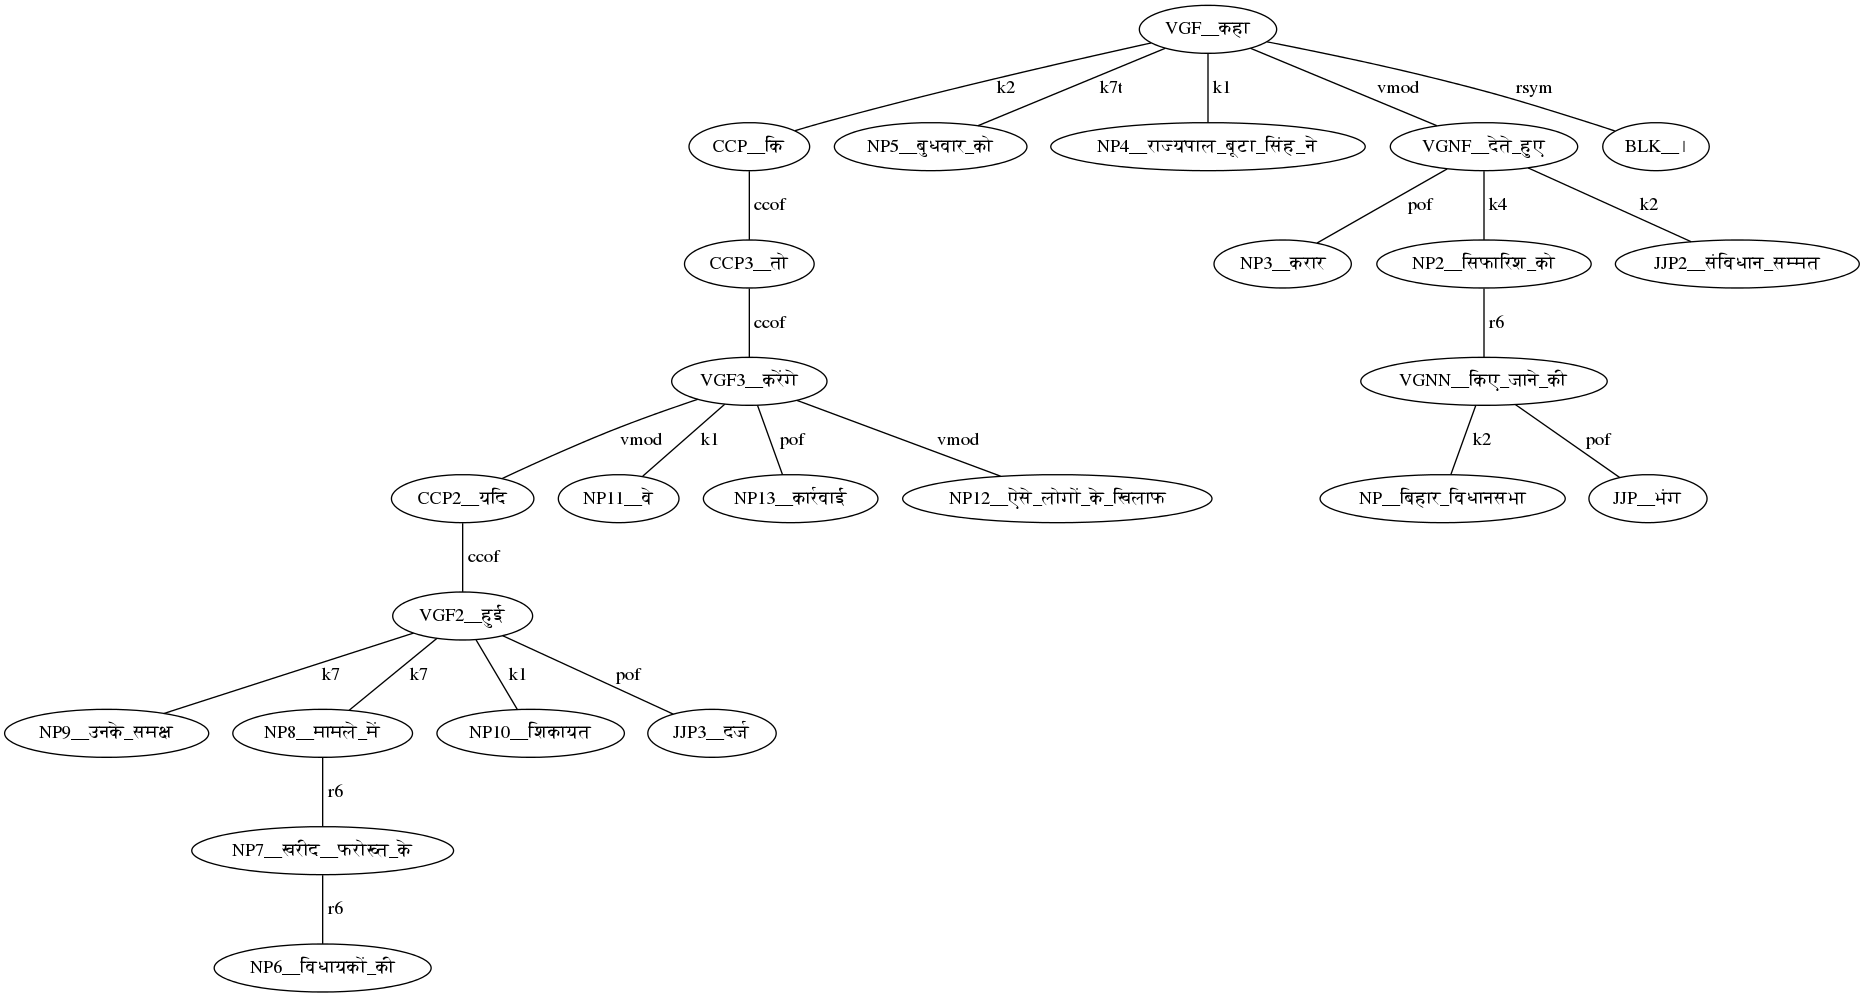 VGF__कहा
k2 k7t k1 vmod rsym
CCP__कि NP5__बुधवार_को NP4__राज्यपाल_बूटा_सिंह_ने VGNF__देते_हुए BLK__।
ccof pof k4 k2
CCP3__तो NP3__करार NP2__सिफारिश_को JJP2__संविधान_सम्मत
ccof r6
VGF3__करेंगे VGNN__किए_जाने_की
vmod k1 pof vmod k2 pof
CCP2__यदि NP11__वे NP13__कार्रवाई NP12__ऐसे_लोगों_के_खिलाफ NP__बिहार_विधानसभा JJP__भंग
ccof
VGF2__हुई
k7 k7 k1 pof
NP9__उनके_समक्ष NP8__मामले_में NP10__शिकायत JJP3__दर्ज
r6
NP7__खरीद__फरोख्त_के
r6
NP6__विधायकों_की